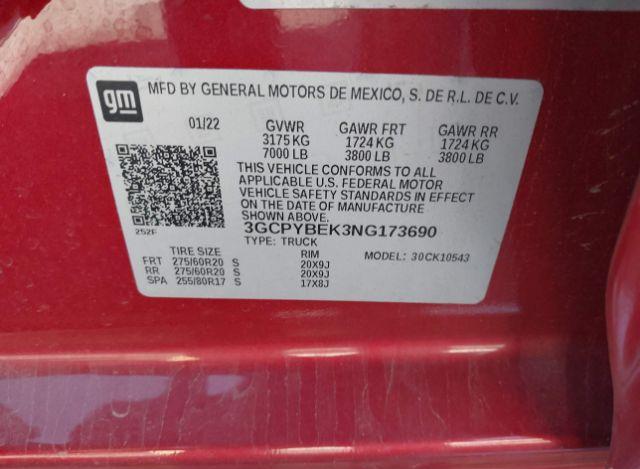 gm
MFD BY GENERAL MOTORS DE MEXICO, S. DE R.L. DE C.V.
01/22 GVWR GAWR FRT GAWR RR
3175 KG 1724 KG 1724 KG
7000 LB 3800 LB 3800 LB
THIS VEHICLE CONFORMS TO ALL
APPLICABLE U.S. FEDERAL MOTOR
VEHICLE SAFETY STANDARDS IN EFFECT
ON THE DATE OF MANUFACTURE
SHOWN ABOVE.
252F
3GCPYBEK3NG173690
TYPE: TRUCK MODEL: 30CK10543
TIRE SIZE RIM
FRT 275/60R20 S 20X9J
RR 275/60R20 S 20X9J
SPA 255/80R17 S 17X8J